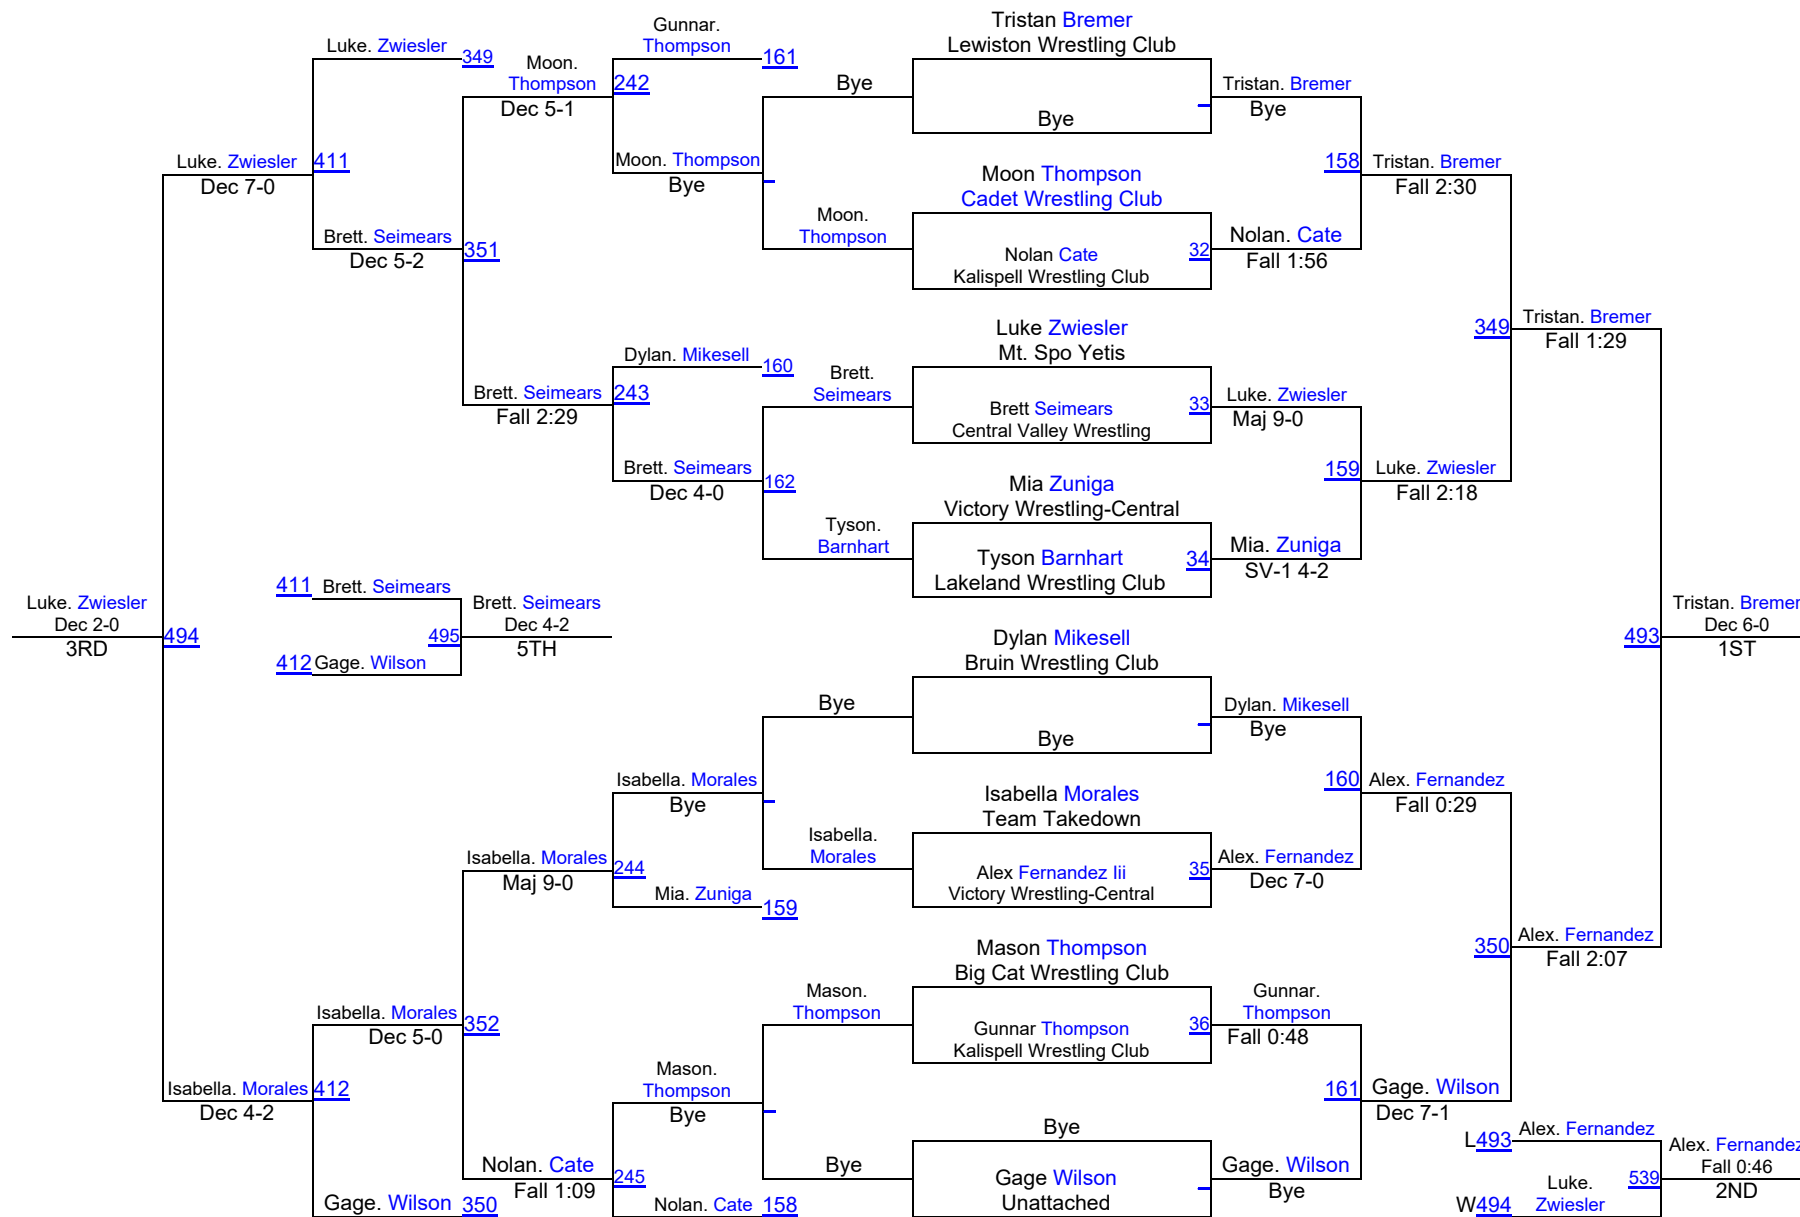 Gunnar.
Thompson
161
Luke. Zwiesler
349
Moon.
Thompson
242
Dec 5-1
Tristan Bremer
Lewiston Wrestling Club
Bye
Bye
Tristan. Bremer
Bye
Luke. Zwiesler
411
Dec 7-0
Moon. Thompson
Bye
Moon Thompson
Cadet Wrestling Club
158
Tristan. Bremer
Fall 2:30
Brett. Seimears
351
Dec 5-2
Moon.
Thompson
Nolan Cate
32
Kalispell Wrestling Club
Nolan. Cate
Fall 1:56
Luke Zwiesler
Mt. Spo Yetis
349
Tristan. Bremer
Fall 1:29
Dylan. Mikesell
160
Brett. Seimears
243
Fall 2:29
Brett.
Seimears
Brett Seimears
33
Central Valley Wrestling
Luke. Zwiesler
Maj 9-0
Brett. Seimears
162
Dec 4-0
Mia Zuniga
Victory Wrestling-Central
159
Luke. Zwiesler
Fall 2:18
Tyson.
Barnhart
Tyson Barnhart
34
Lakeland Wrestling Club
Mia. Zuniga
SV-1 4-2
Luke. Zwiesler
Dec 2-0
3RD
494
411
Brett. Seimears
495
412
Gage. Wilson
Brett. Seimears
Dec 4-2
5TH
Dylan Mikesell
Bruin Wrestling Club
493
Tristan. Bremer
Dec 6-0
1ST
Bye
Bye
Dylan. Mikesell
Bye
Isabella. Morales
Bye
Isabella Morales
Team Takedown
160
Alex. Fernandez
Fall 0:29
Isabella. Morales
244
Maj 9-0
Mia. Zuniga
159
Isabella.
Morales
Alex Fernandez Iii
35
Victory Wrestling-Central
Alex. Fernandez
Dec 7-0
Mason Thompson
Big Cat Wrestling Club
350
Alex. Fernandez
Fall 2:07
Isabella. Morales
352
Dec 5-0
Mason.
Thompson
Gunnar Thompson
36
Kalispell Wrestling Club
Gunnar.
Thompson
Fall 0:48
Isabella. Morales
412
Dec 4-2
Mason.
Thompson
Bye
161
Gage. Wilson
Dec 7-1
Bye
Bye
Gage Wilson
Unattached
Gage. Wilson
Bye
Nolan. Cate
245
Fall 1:09
Gage. Wilson
350
Nolan. Cate
158
L493
Alex. Fernandez
539
W494
Luke.
Zwiesler
Alex. Fernandez
Fall 0:46
2ND